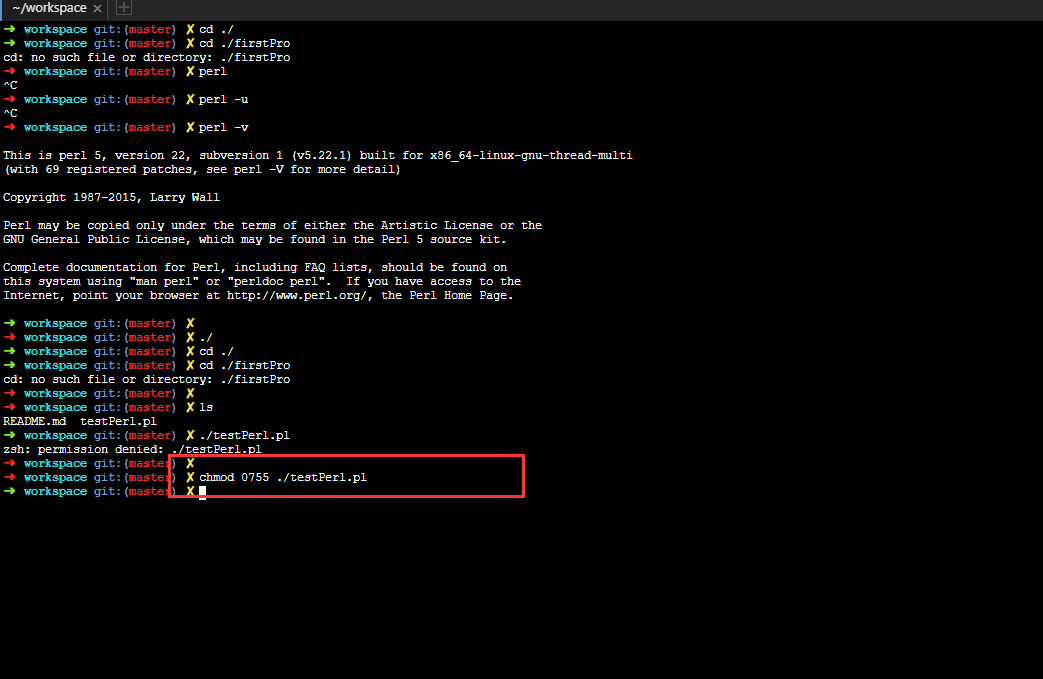 ~/workspace × +
➜ workspace git:(master) ✗ cd ./
➜ workspace git:(master) ✗ cd ./firstPro
cd: no such file or directory: ./firstPro
➜ workspace git:(master) ✗ perl
^C
➜ workspace git:(master) ✗ perl -u
^C
➜ workspace git:(master) ✗ perl -v
This is perl 5, version 22, subversion 1 (v5.22.1) built for x86_64-linux-gnu-thread-multi
(with 69 registered patches, see perl -V for more detail)
Copyright 1987-2015, Larry Wall
Perl may be copied only under the terms of either the Artistic License or the
GNU General Public License, which may be found in the Perl 5 source kit.
Complete documentation for Perl, including FAQ lists, should be found on
this system using "man perl" or "perldoc perl".  If you have access to the
Internet, point your browser at http://www.perl.org/, the Perl Home Page.
➜ workspace git:(master) ✗
➜ workspace git:(master) ✗ ./
➜ workspace git:(master) ✗ cd ./
➜ workspace git:(master) ✗ cd ./firstPro
cd: no such file or directory: ./firstPro
➜ workspace git:(master) ✗
➜ workspace git:(master) ✗ ls
README.md  testPerl.pl
➜ workspace git:(master) ✗ ./testPerl.pl
zsh: permission denied: ./testPerl.pl
➜ workspace git:(master) ✗
➜ workspace git:(master) ✗ chmod 0755 ./testPerl.pl
➜ workspace git:(master) ✗